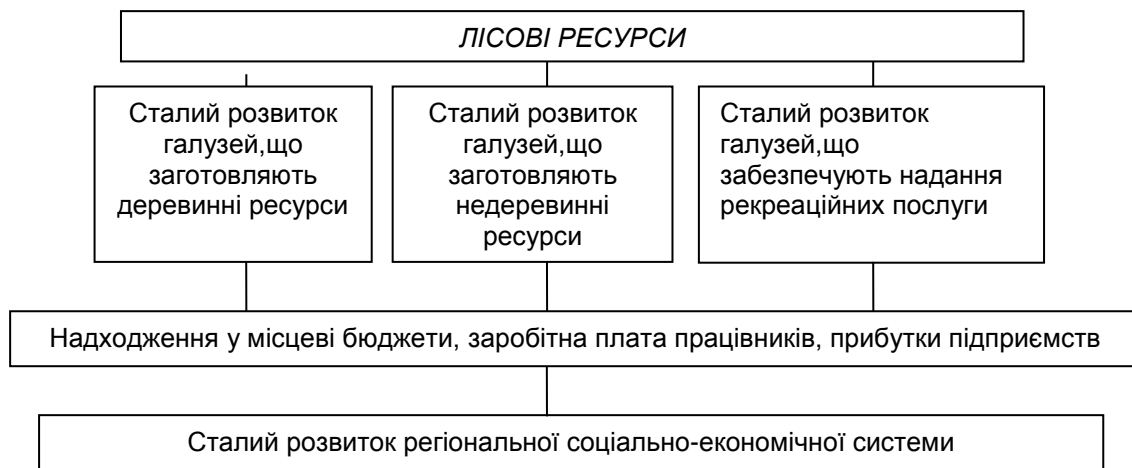 ЛІСОВІ РЕСУРСИ
Сталий розвиток
галузей,що
заготовляють
деревинні ресурси
Сталий розвиток
галузей,що
заготовляють
недеревинні
ресурси
Сталий розвиток
галузей,що
забезпечують надання
рекреаційних послуги
Надходження у місцеві бюджети, заробітна плата працівників, прибутки підприємств
Сталий розвиток регіональної соціально-економічної системи